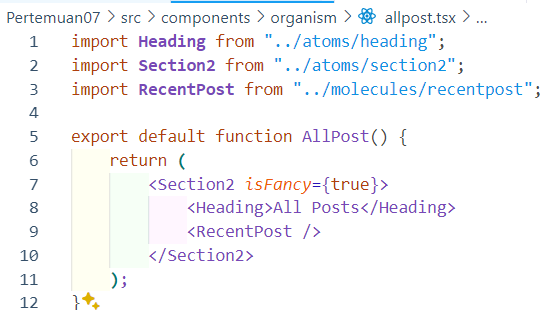 Pertemuan07 > src > components > organism > allpost.tsx > ...
1 import Heading from "../atoms/heading";
2 import Section2 from "../atoms/section2";
3 import RecentPost from "../molecules/recentpost";
4
5 export default function AllPost() {
6     return (
7         <Section2 isFancy={true}>
8             <Heading>All Posts</Heading>
9             <RecentPost />
10         </Section2>
11     );
12 }